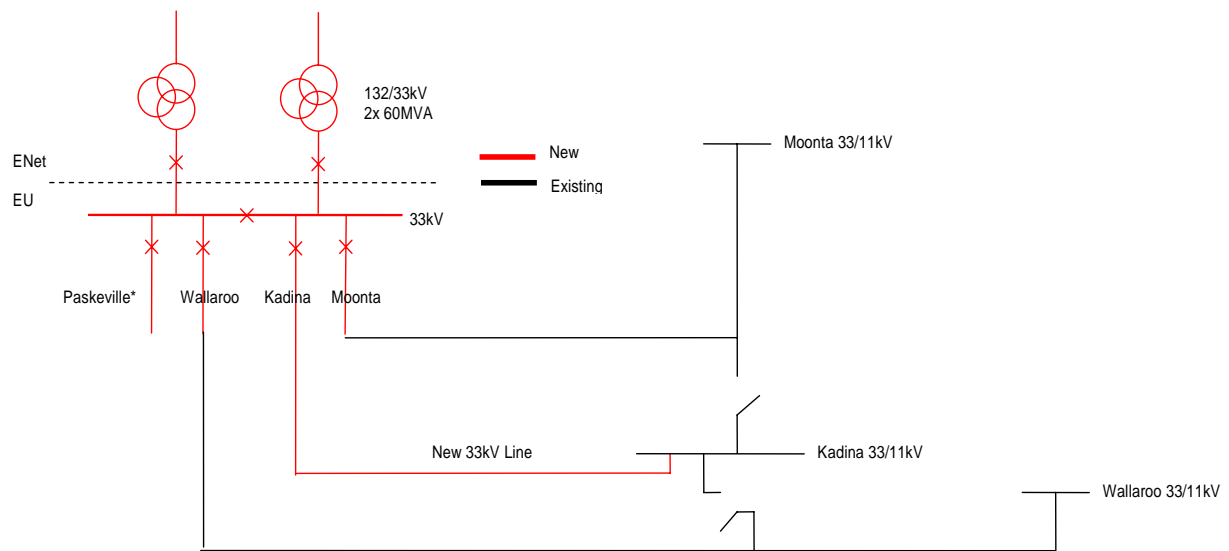 132/33kV
2x 60MVA
Moonta 33/11kV
ENet
New
EU
Existing
33kV
Paskeville*
Wallaroo
Kadina
Moonta
New 33kV Line
Kadina 33/11kV
Wallaroo 33/11kV